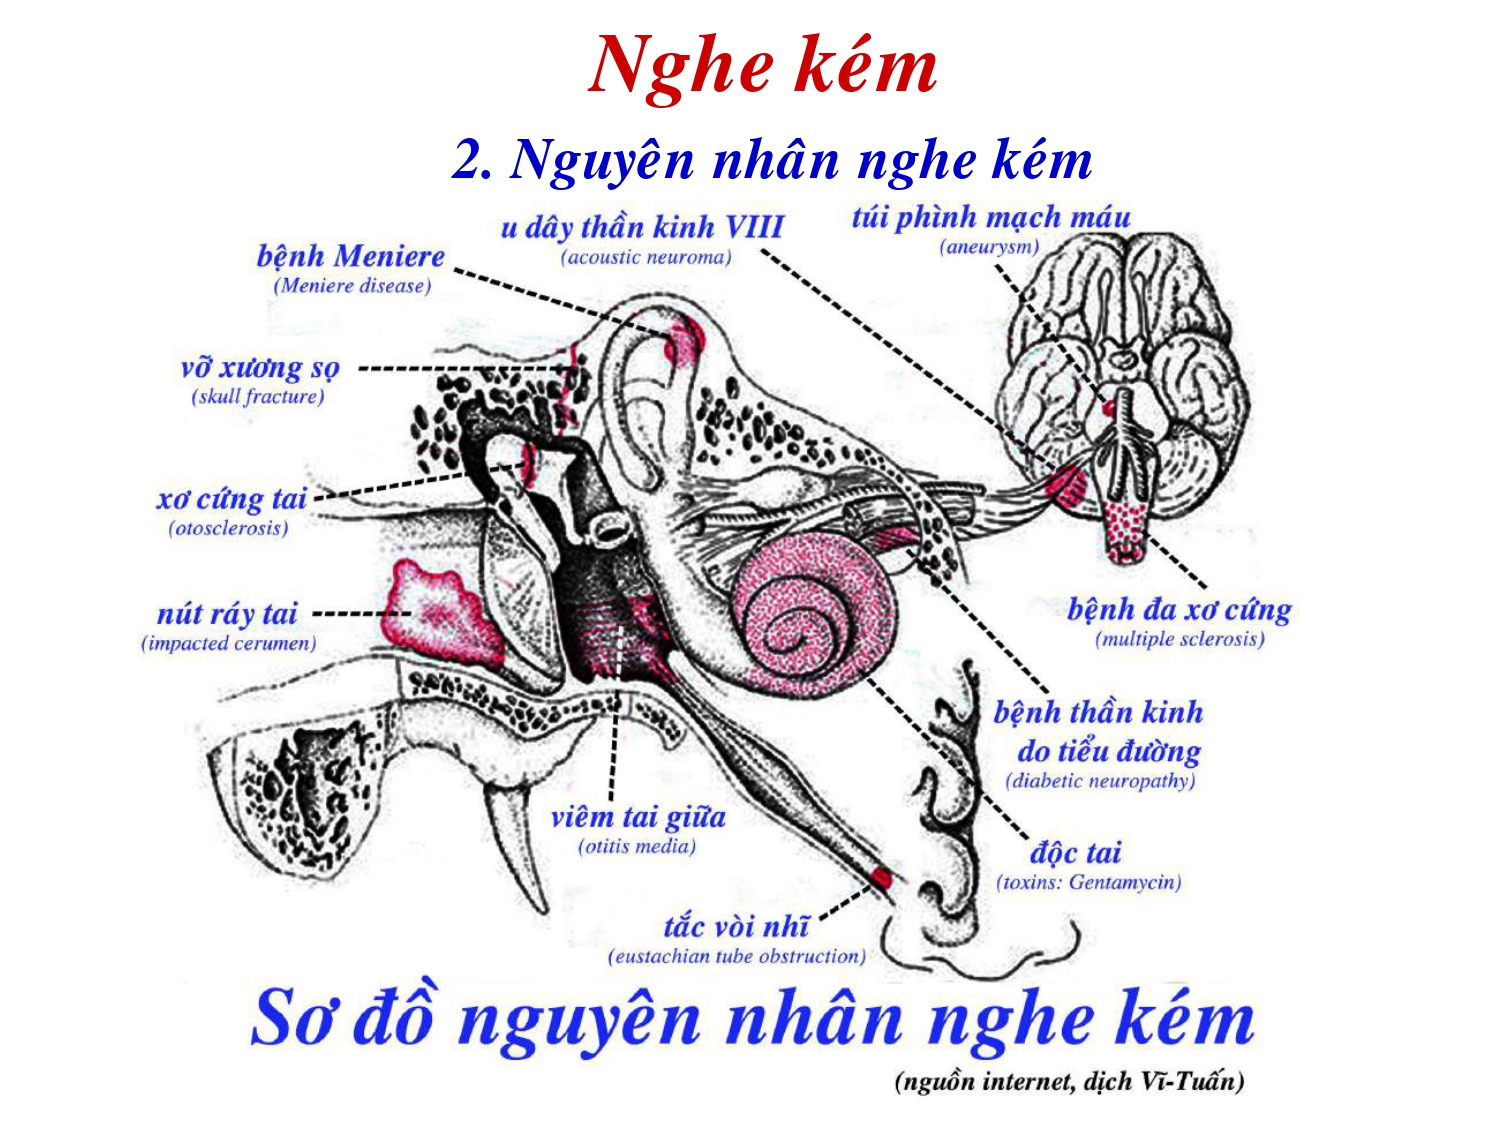 Nghe kém
2. Nguyên nhân nghe kém
u dây thần kinh VIII
(acoustic neuroma)
túi phình mạch máu
(aneurysm)
bệnh Meniere
(Meniere disease)
vỡ xương sọ
(skull fracture)
xơ cứng tai
(otosclerosis)
nút ráy tai
(impacted cerumen)
bệnh đa xơ cứng
(multiple sclerosis)
bệnh thần kinh
do tiểu đường
(diabetic neuropathy)
viêm tai giữa
(otitis media)
độc tai
(toxins: Gentamycin)
tắc vòi nhĩ
(eustachian tube obstruction)
Sơ đồ nguyên nhân nghe kém
(nguồn internet, dịch Vĩ-Tuấn)